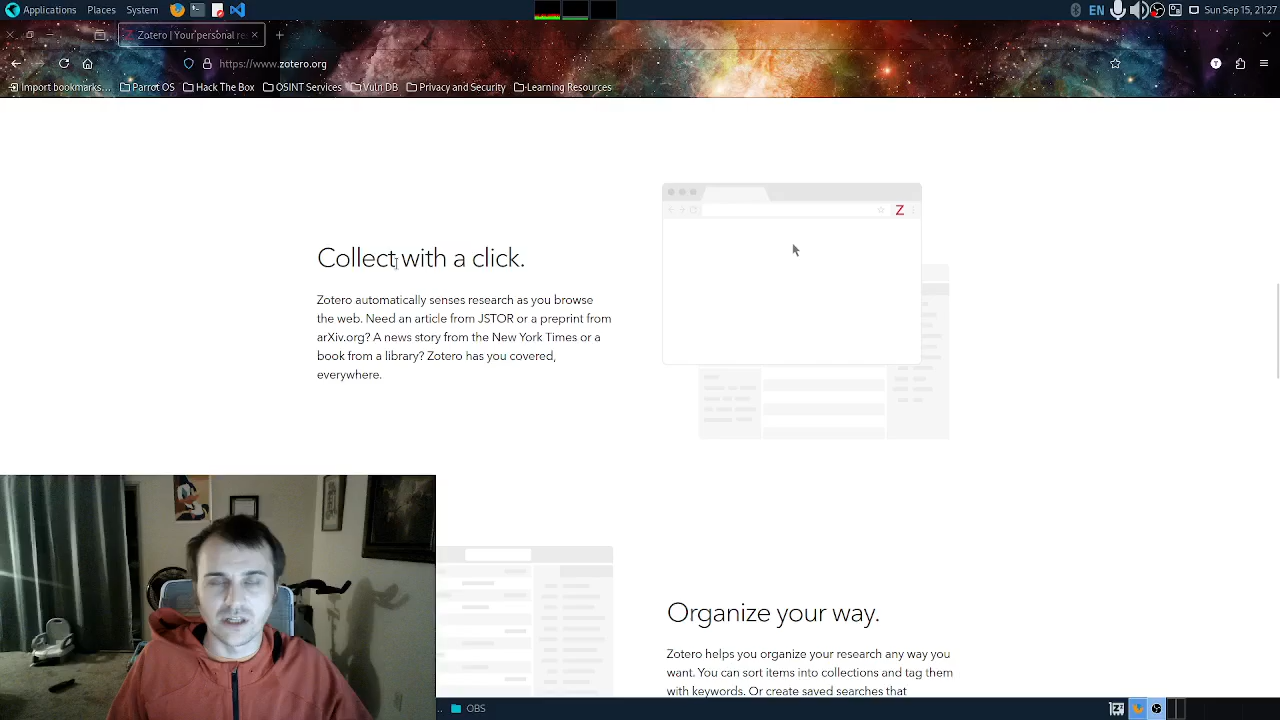 Applications Places System EN Sun Sep 15, 21:27
Zotero | Your personal re
https://www.zotero.org
Import bookmarks... Parrot OS Hack The Box OSINT Services Vuln DB Privacy and Security Learning Resources
Z
Collect with a click.
Zotero automatically senses research as you browse
the web. Need an article from JSTOR or a preprint from
arXiv.org? A news story from the New York Times or a
book from a library? Zotero has you covered,
everywhere.
Organize your way.
Zotero helps you organize your research any way you
want. You can sort items into collections and tag them
with keywords. Or create saved searches that
OBS